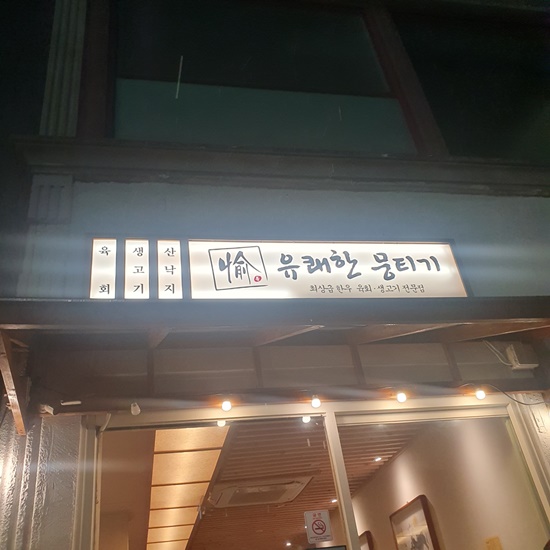 육회
생고기
산낙지
愉 유쾌한 뭉티기
최상급 한우 육회·생고기 전문점